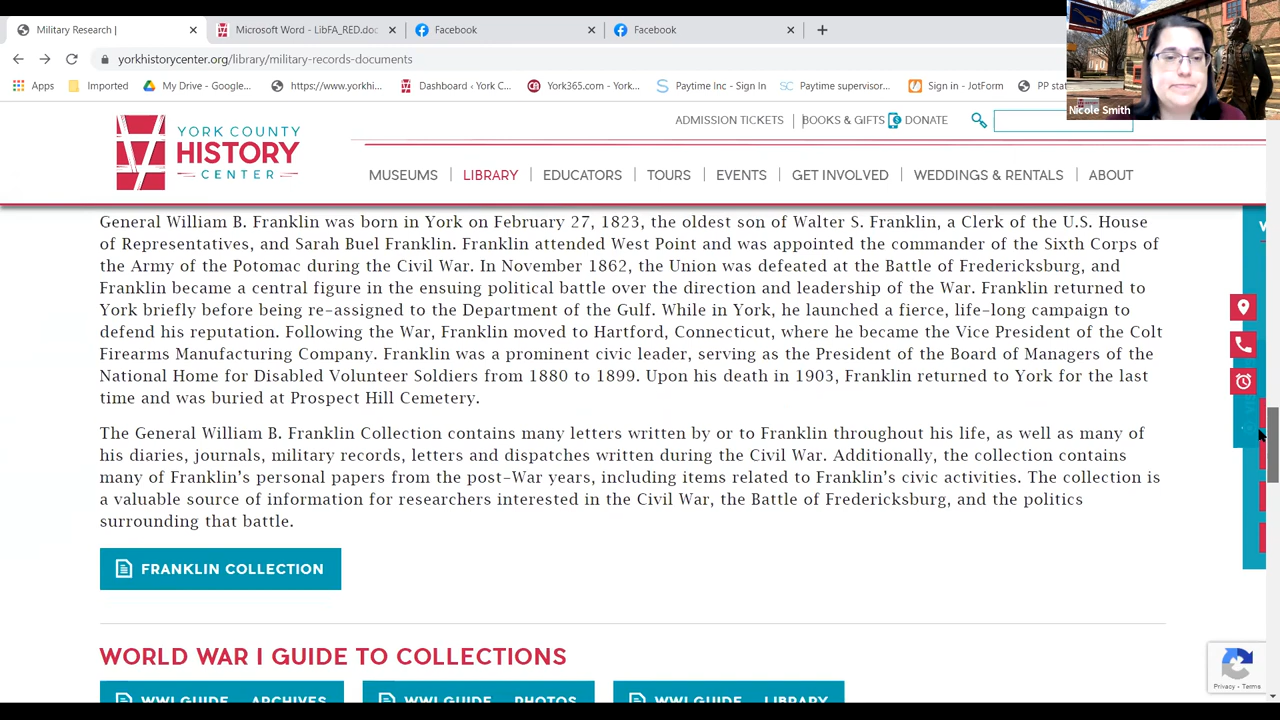 Military Research |
Microsoft Word - LibFA_RED.doc
Facebook
Facebook
yorkhistorycenter.org/library/military-records-documents
Apps
Imported
My Drive - Google...
https://www.yorkhi...
Dashboard ‹ York C...
York365.com - York...
Paytime Inc - Sign In
Paytime supervisor...
Sign in - JotForm
PP
Nicole Smith
ADMISSION TICKETS
BOOKS & GIFTS
DONATE
YORK COUNTY
HISTORY
CENTER
MUSEUMS
LIBRARY
EDUCATORS
TOURS
EVENTS
GET INVOLVED
WEDDINGS & RENTALS
ABOUT
General William B. Franklin was born in York on February 27, 1823, the oldest son of Walter S. Franklin, a Clerk of the U.S. House
of Representatives, and Sarah Buel Franklin. Franklin attended West Point and was appointed the commander of the Sixth Corps of
the Army of the Potomac during the Civil War. In November 1862, the Union was defeated at the Battle of Fredericksburg, and
Franklin became a central figure in the ensuing political battle over the direction and leadership of the War. Franklin returned to
York briefly before being re-assigned to the Department of the Gulf. While in York, he launched a fierce, life-long campaign to
defend his reputation. Following the War, Franklin moved to Hartford, Connecticut, where he became the Vice President of the Colt
Firearms Manufacturing Company. Franklin was a prominent civic leader, serving as the President of the Board of Managers of the
National Home for Disabled Volunteer Soldiers from 1880 to 1899. Upon his death in 1903, Franklin returned to York for the last
time and was buried at Prospect Hill Cemetery.
The General William B. Franklin Collection contains many letters written by or to Franklin throughout his life, as well as many of
his diaries, journals, military records, letters and dispatches written during the Civil War. Additionally, the collection contains
many of Franklin's personal papers from the post-War years, including items related to Franklin's civic activities. The collection is
a valuable source of information for researchers interested in the Civil War, the Battle of Fredericksburg, and the politics
surrounding that battle.
FRANKLIN COLLECTION
WORLD WAR I GUIDE TO COLLECTIONS
WWI GUIDE ARCHIVES
WWI GUIDE PHOTOS
WWI GUIDE LIBRARY
Privacy - Terms